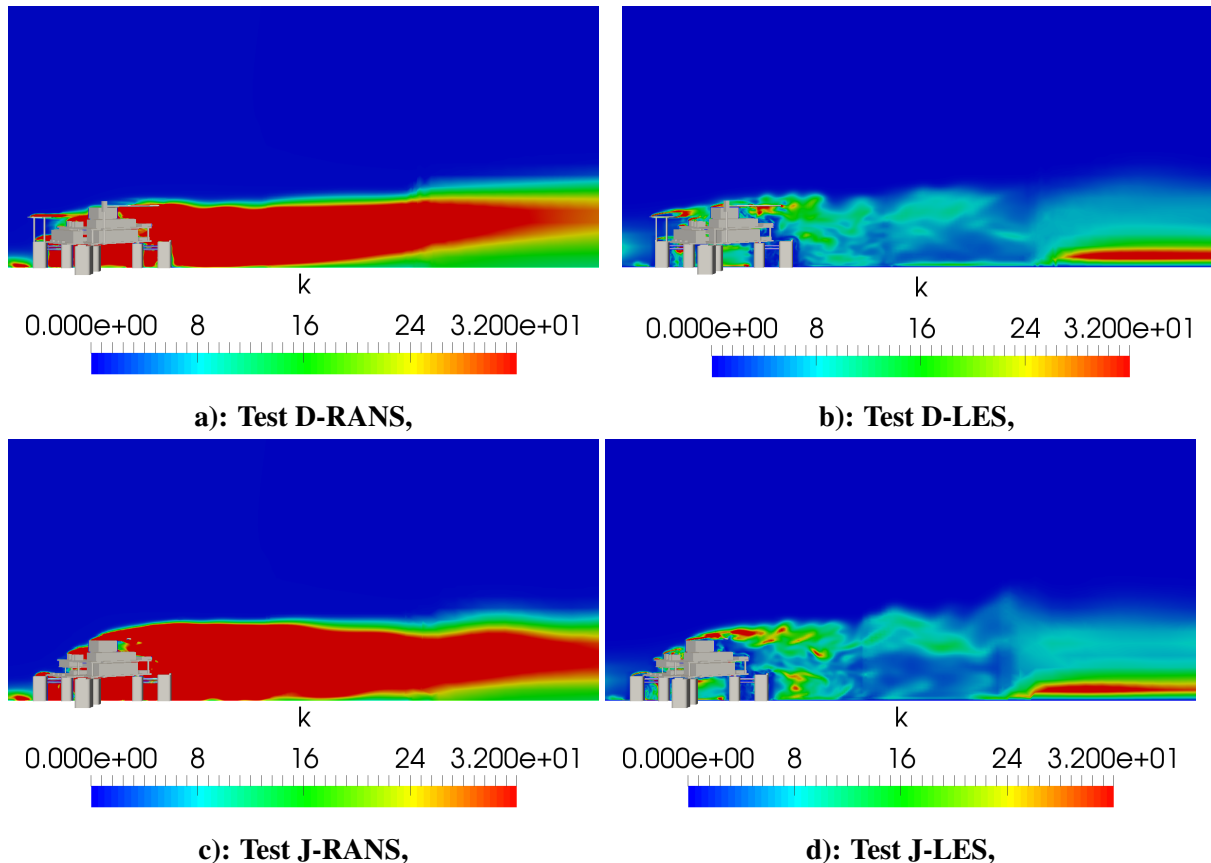 k
0.000e+00 8 16 24 3.200e+01
a): Test D-RANS,
k
0.000e+00 8 16 24 3.200e+01
b): Test D-LES,
k
0.000e+00 8 16 24 3.200e+01
c): Test J-RANS,
k
0.000e+00 8 16 24 3.200e+01
d): Test J-LES,